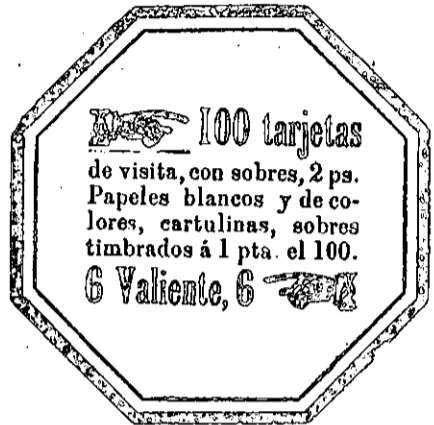 100 tarjetas
de visita, con sobres, 2 ps.
Papeles blancos y de co-
lores, cartulinas, sobres
timbrados á 1 pta. el 100.
6 Valiente, 6